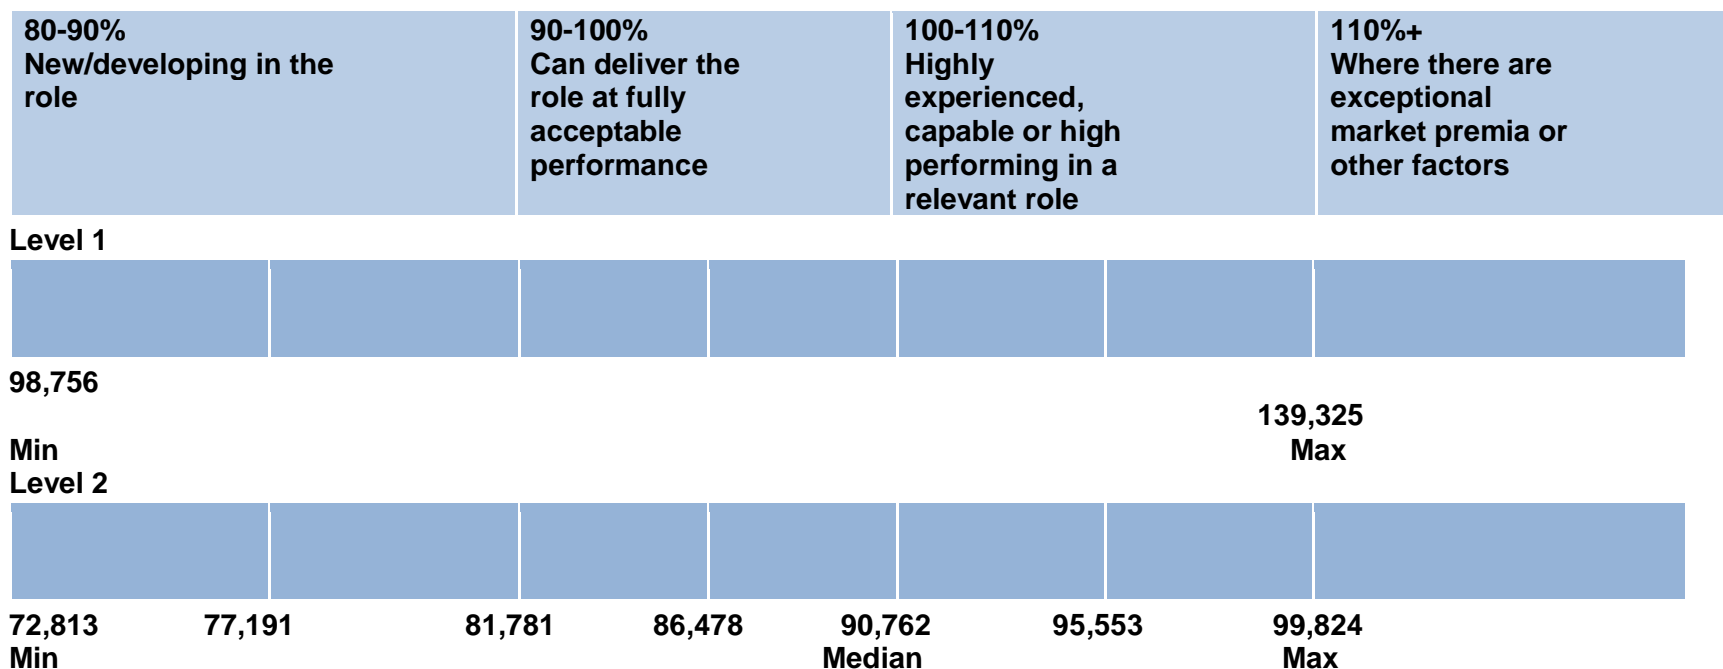 80-90%
New/developing in the
role
90-100%
Can deliver the
role at fully
acceptable
performance
100-110%
Highly
experienced,
capable or high
performing in a
relevant role
110%+
Where there are
exceptional
market premia or
other factors
Level 1
98,756
139,325
Min Max
Level 2
72,813 77,191 81,781 86,478 90,762 95,553 99,824
Min Median Max